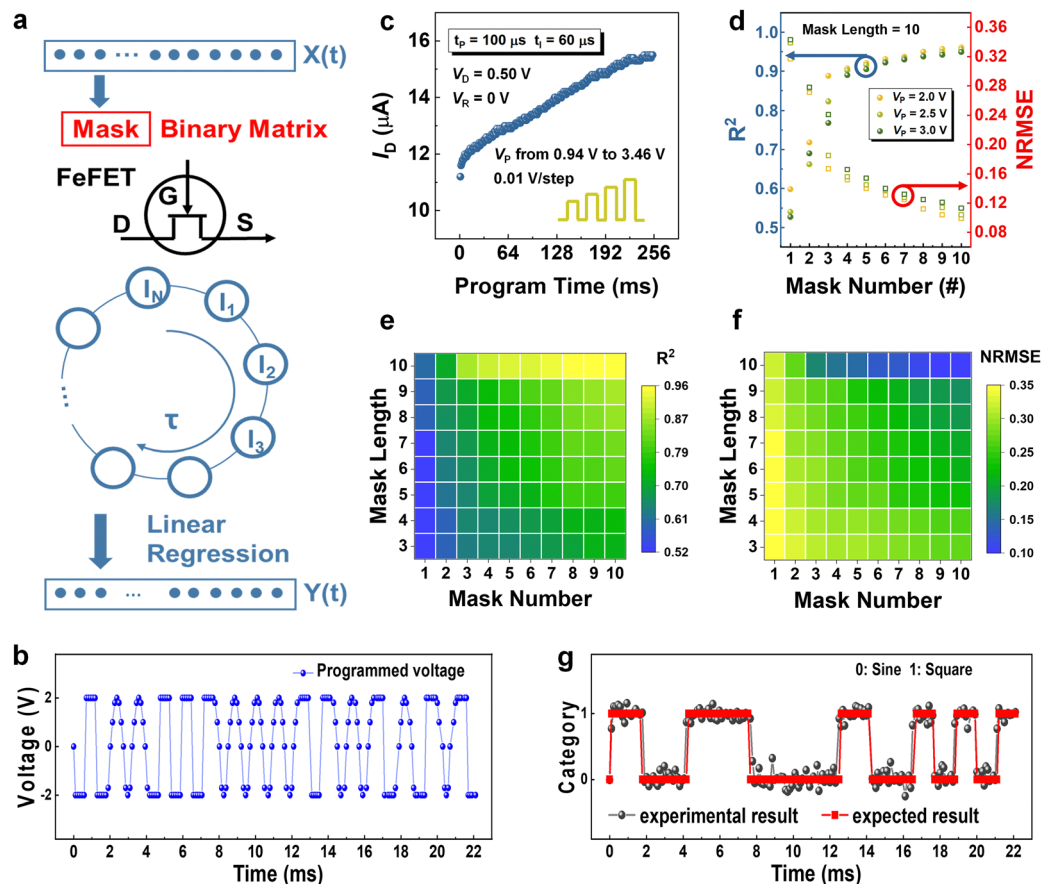 a
X(t)
Mask Binary Matrix
FeFET
G
D
S
I_N
I_1
I_2
I_3
...
τ
Linear
Regression
...
Y(t)
c
t_P = 100 μs t_I = 60 μs
V_D = 0.50 V
V_R = 0 V
V_P from 0.94 V to 3.46 V
0.01 V/step
I_D (μA)
16
14
12
10
0 64 128 192 256
Program Time (ms)
d
Mask Length = 10
V_P = 2.0 V
V_P = 2.5 V
V_P = 3.0 V
R²
1.0
0.9
0.8
0.7
0.6
0.5
NRMSE
0.36
0.32
0.28
0.24
0.20
0.16
0.12
0.08
1 2 3 4 5 6 7 8 9 10
Mask Number (#)
e
R²
Mask Length
10
9
8
7
6
5
4
3
1 2 3 4 5 6 7 8 9 10
Mask Number
0.96
0.87
0.79
0.70
0.61
0.52
f
NRMSE
Mask Length
10
9
8
7
6
5
4
3
1 2 3 4 5 6 7 8 9 10
Mask Number
0.35
0.30
0.25
0.20
0.15
0.10
b
Programmed voltage
Voltage (V)
2
0
-2
0 2 4 6 8 10 12 14 16 18 20 22
Time (ms)
g
0: Sine 1: Square
Category
1
0
experimental result
expected result
0 2 4 6 8 10 12 14 16 18 20 22
Time (ms)